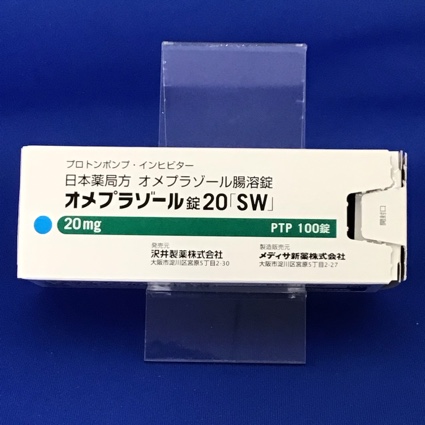 プロトンポンプ・インヒビター
日本薬局方 オメプラゾール腸溶錠
オメプラゾール錠20「SW」
20mg PTP 100錠
発売元
沢井製薬株式会社
大阪市淀川区宮原5丁目2-30
製造販売元
メディサ新薬株式会社
大阪市淀川区宮原5丁目2-27
開封口